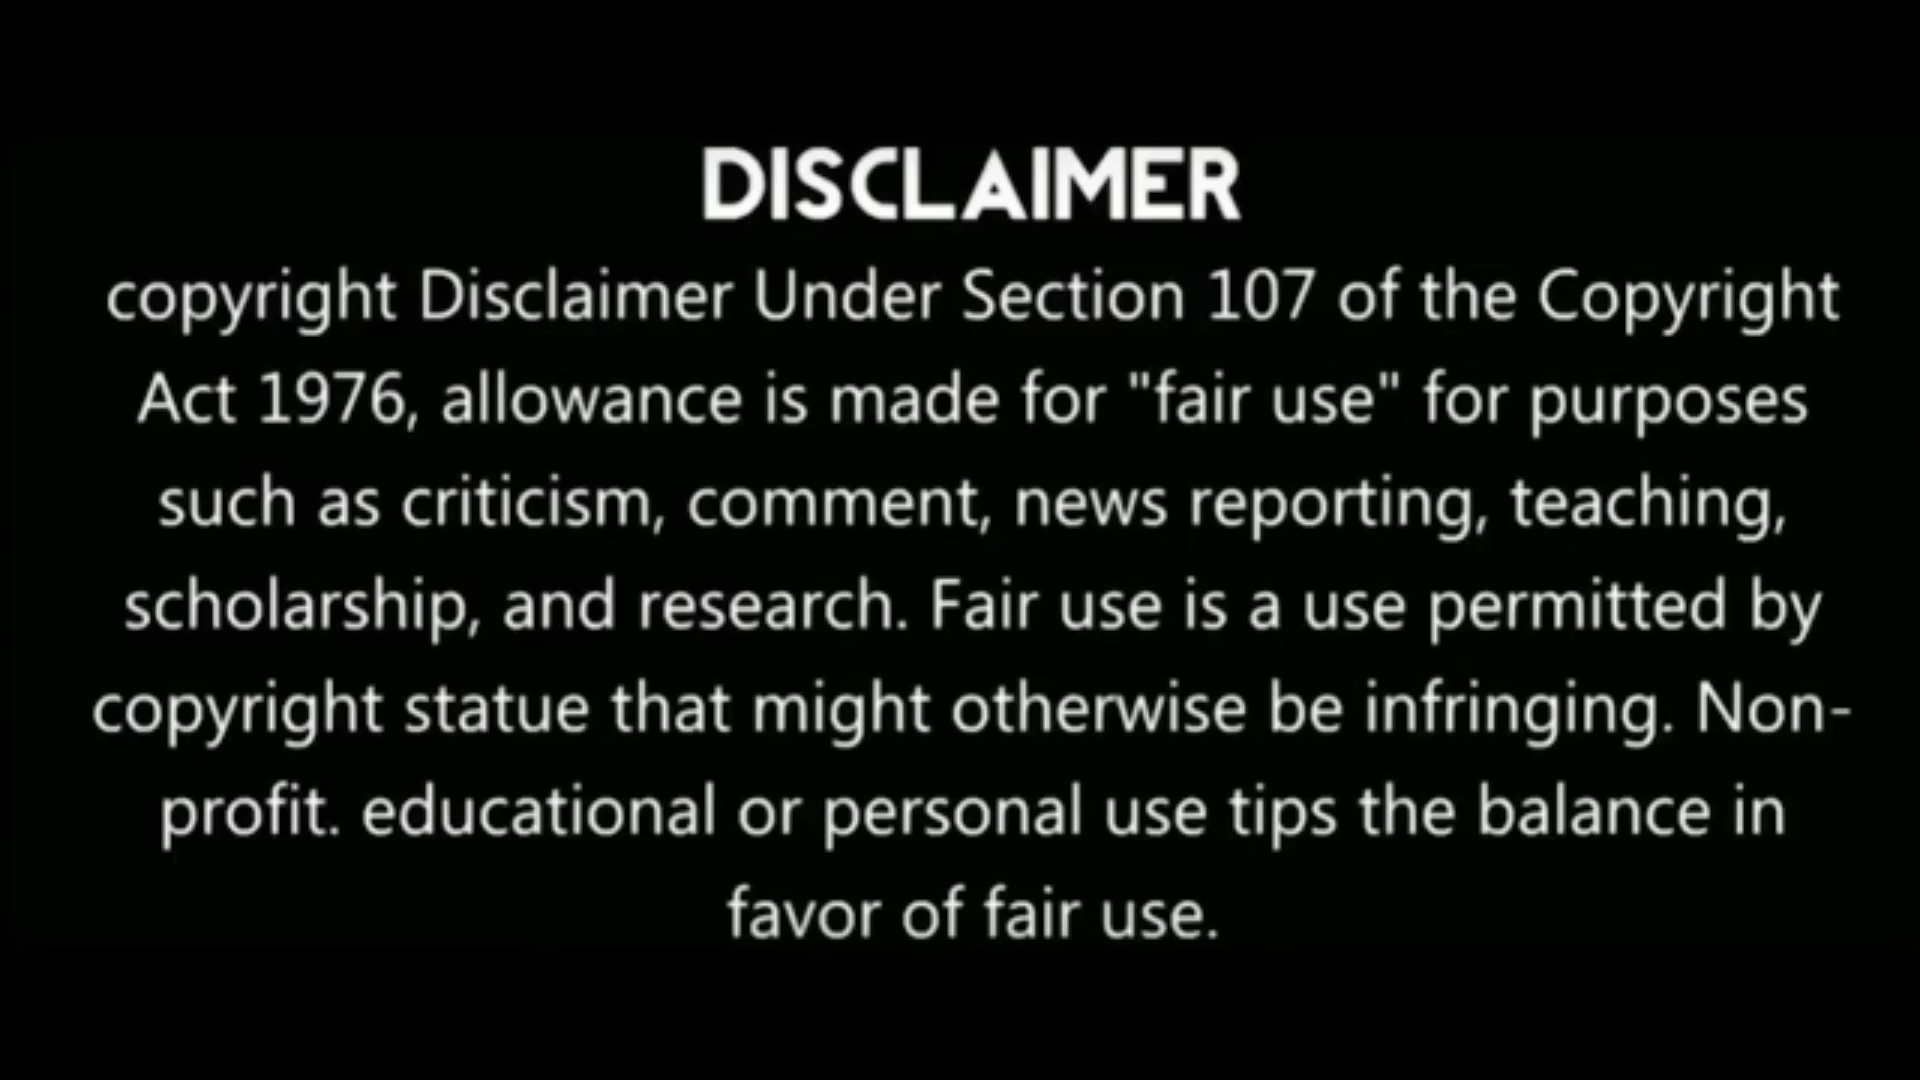 DISCLAIMER
copyright Disclaimer Under Section 107 of the Copyright
Act 1976, allowance is made for "fair use" for purposes
such as criticism, comment, news reporting, teaching,
scholarship, and research. Fair use is a use permitted by
copyright statue that might otherwise be infringing. Non-
profit. educational or personal use tips the balance in
favor of fair use.